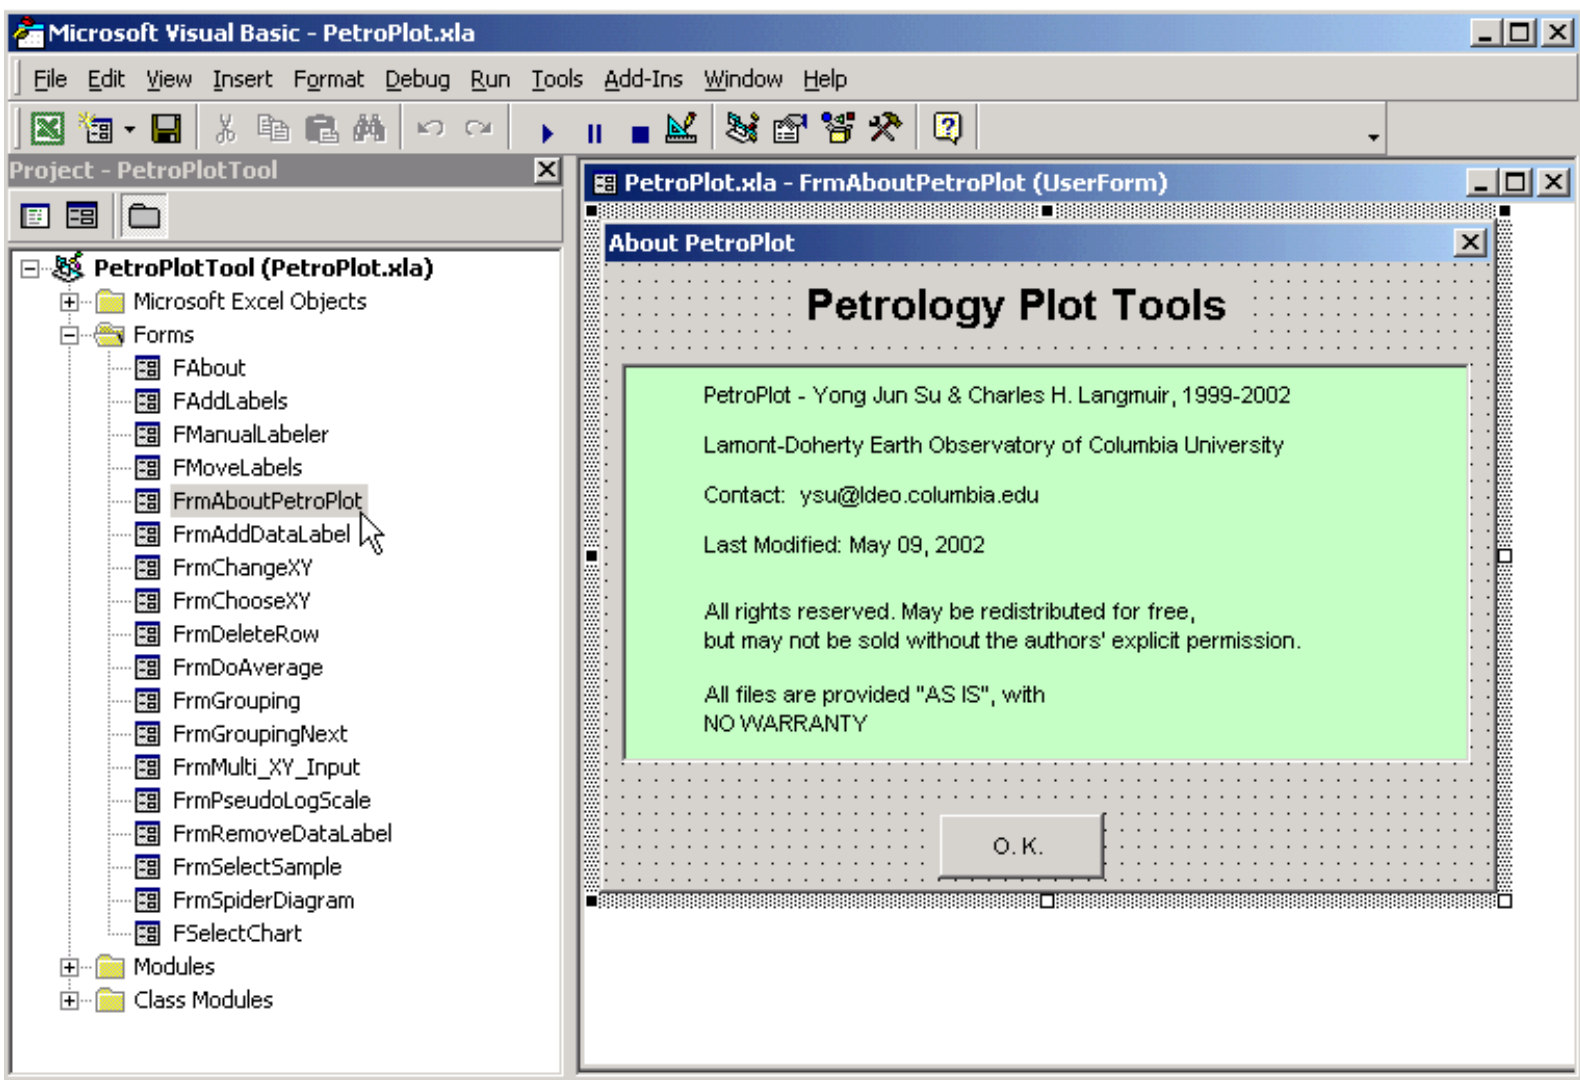 Microsoft Visual Basic - PetroPlot.xla
File Edit View Insert Format Debug Run Tools Add-Ins Window Help
Project - PetroPlotTool
PetroPlotTool (PetroPlot.xla)
Microsoft Excel Objects
Forms
FAbout
FAddLabels
FManualLabeler
FMoveLabels
FrmAboutPetroPlot
FrmAddDataLabel
FrmChangeXY
FrmChooseXY
FrmDeleteRow
FrmDoAverage
FrmGrouping
FrmGroupingNext
FrmMulti_XY_Input
FrmPseudoLogScale
FrmRemoveDataLabel
FrmSelectSample
FrmSpiderDiagram
FSelectChart
Modules
Class Modules
PetroPlot.xla - FrmAboutPetroPlot (UserForm)
About PetroPlot
Petrology Plot Tools
PetroPlot - Yong Jun Su & Charles H. Langmuir, 1999-2002
Lamont-Doherty Earth Observatory of Columbia University
Contact: ysu@ldeo.columbia.edu
Last Modified: May 09, 2002
All rights reserved. May be redistributed for free,
but may not be sold without the authors' explicit permission.
All files are provided "AS IS", with
NO WARRANTY
O. K.